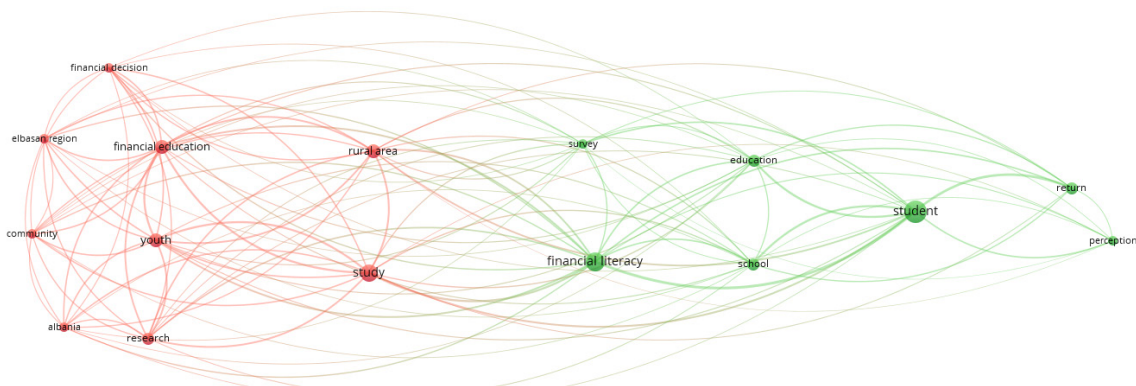 financial decision
elbasan region
financial education
rural area
survey
education
return
student
community
youth
perception
study
financial literacy
school
albania
research